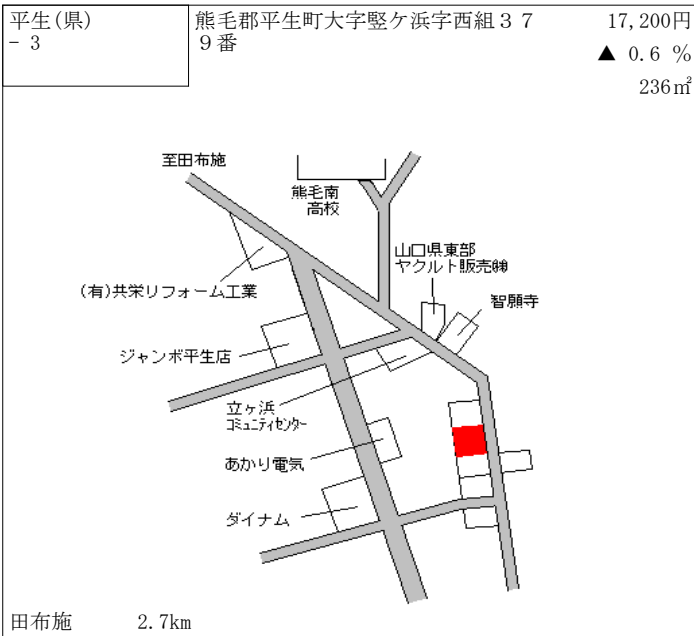 平生(県)
- 3
熊毛郡平生町大字竪ケ浜字西組３７
９番
17,200円
▲ 0.6 %
236㎡
至田布施
熊毛南
高校
山口県東部
ヤクルト販売㈱
(有)共栄リフォーム工業
智願寺
ジャンボ平生店
立ヶ浜
ｺﾐｭﾆﾃｨｾﾝﾀｰ
あかり電気
ダイナム
田布施 2.7km